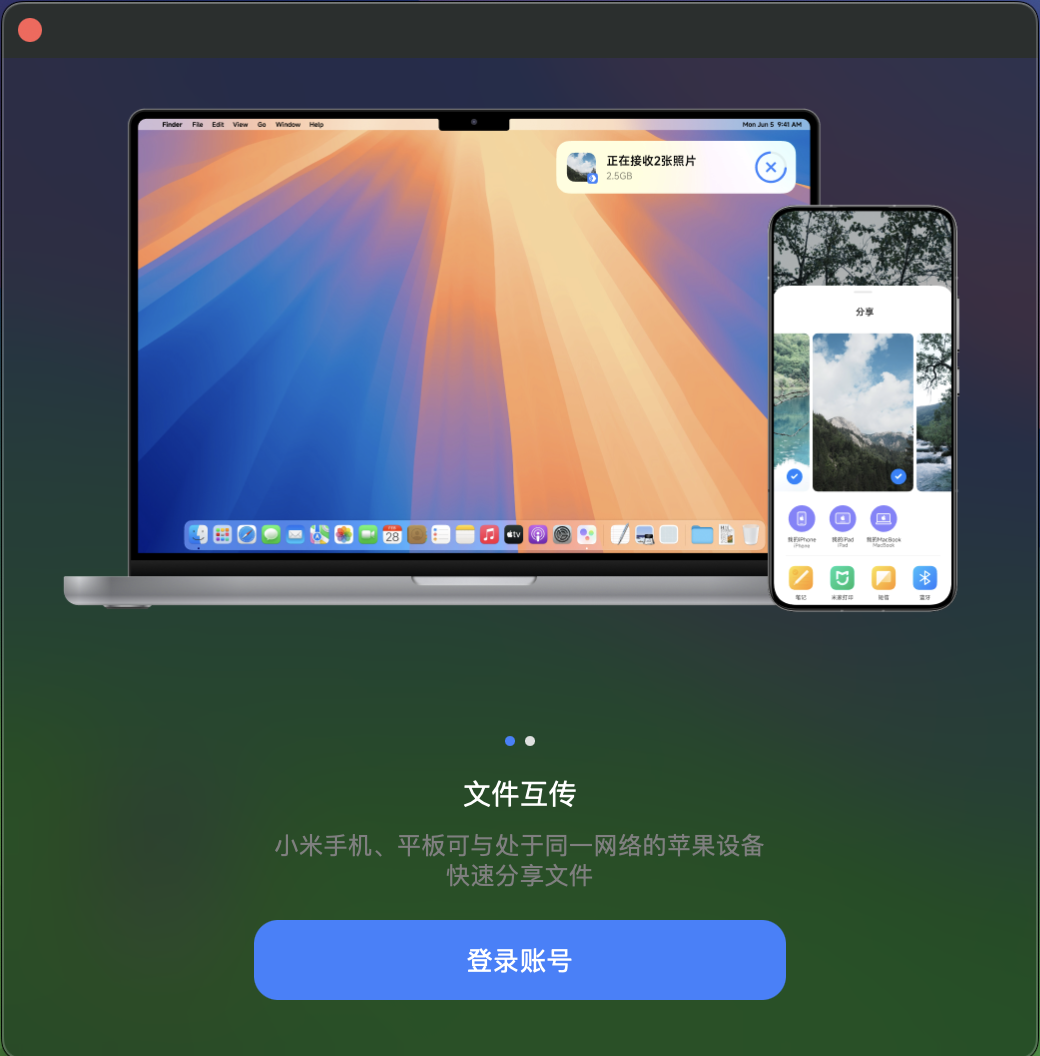 Finder File Edit View Go Window Help
Mon Jun 5 9:41 AM
正在接收2张照片
2.5GB
分享
我的iPhone
iPhone
我的iPad
iPad
我的MacBook
MacBook
28
tv
笔记
米家打印
短信
蓝牙
文件互传
小米手机、平板可与处于同一网络的苹果设备
快速分享文件
登录账号